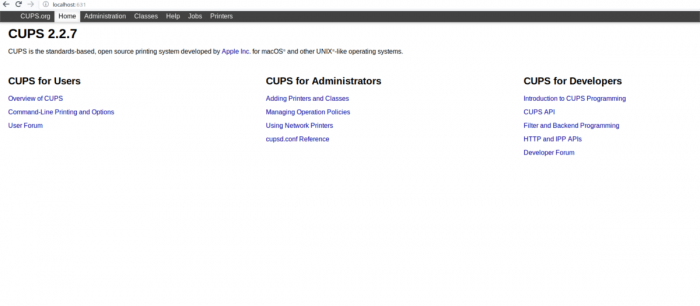 localhost:631
CUPS.org Home Administration Classes Help Jobs Printers
CUPS 2.2.7
CUPS is the standards-based, open source printing system developed by Apple Inc. for macOS® and other UNIX®-like operating systems.
CUPS for Users
Overview of CUPS
Command-Line Printing and Options
User Forum
CUPS for Administrators
Adding Printers and Classes
Managing Operation Policies
Using Network Printers
cupsd.conf Reference
CUPS for Developers
Introduction to CUPS Programming
CUPS API
Filter and Backend Programming
HTTP and IPP APIs
Developer Forum